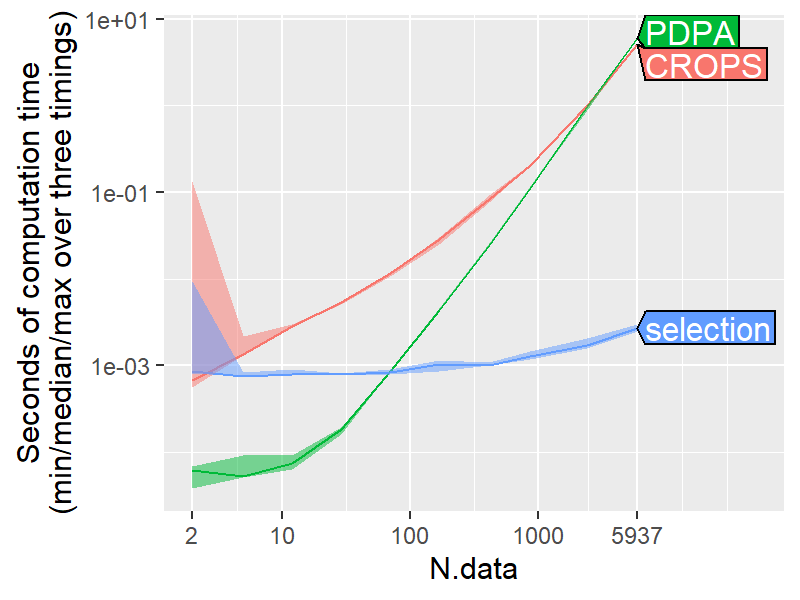 Seconds of computation time
(min/median/max over three timings)
1e+01
1e-01
1e-03
PDPA
CROPS
selection
2
10
100
1000
5937
N.data